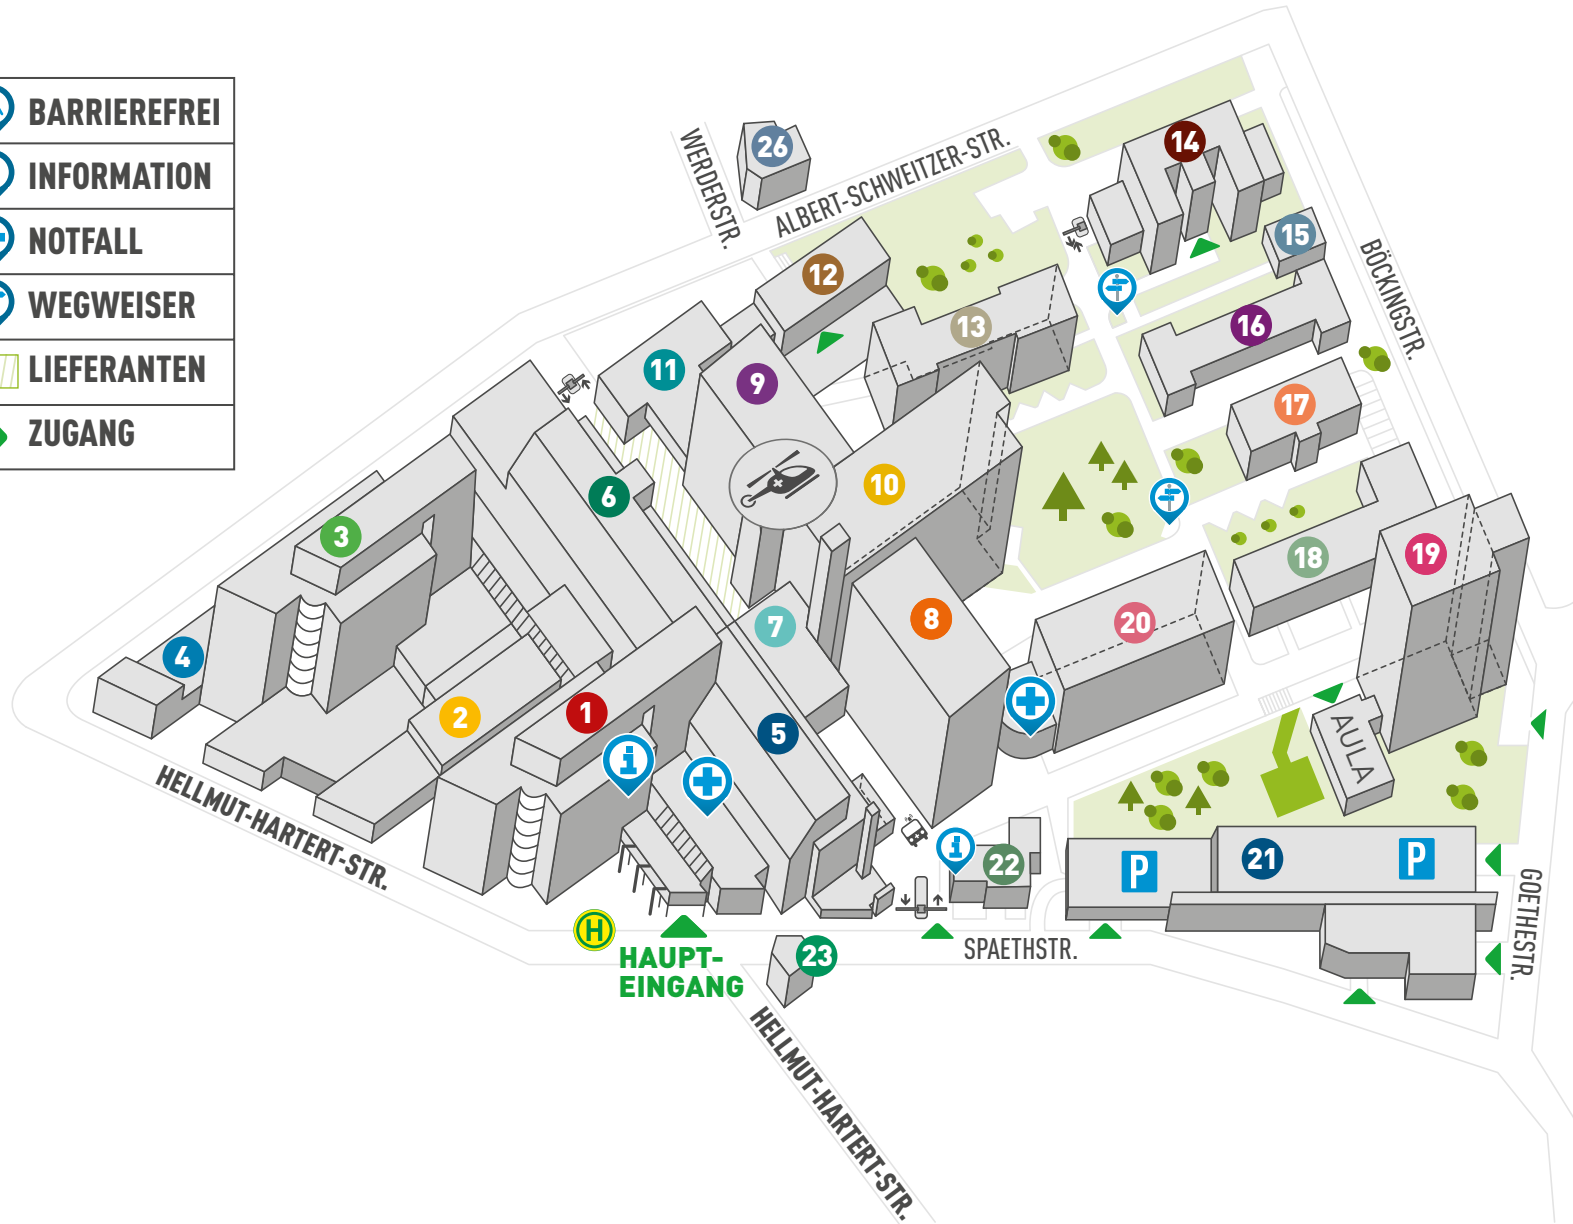 BARRIEREFREI
INFORMATION
NOTFALL
WEGWEISER
LIEFERANTEN
ZUGANG
WERDERSTR.
26
ALBERT-SCHWEITZER-STR.
14
15
BÖCKINGSTR.
12
13
16
11
9
17
6
10
3
18
19
7
8
20
4
2
1
5
AULA
i
HELLMUT-HARTERT-STR.
i
22
P
21
P
GOETHESTR.
H
HAUPT-
EINGANG
23
SPAETHSTR.
HELLMUT-HARTERT-STR.